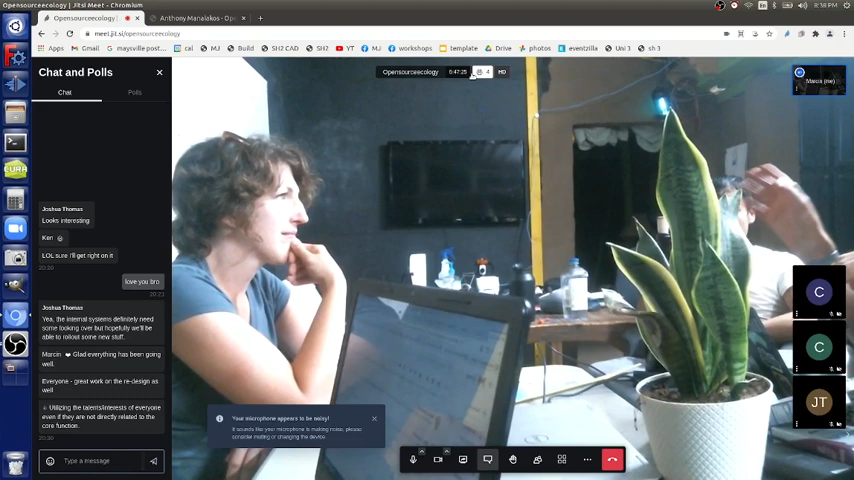 Opensourceecology | Jitsi Meet - Chromium
En
8:38 PM
Opensourceecology | Ji
Anthony Manalakos - Op
meet.jit.si/opensourceecology
Apps
Gmail
maysville post...
cal
MJ
BitChute
SH2 CAD
SH2
YT
MJ
workshops
template
Drive
photos
eventzilla
Uni 3
sh 3
Chat and Polls
Chat
Polls
Opensourceecology
5:47:25
4
HD
Marcin (me)
Joshua Thomas
Looks interesting
Ken
LOL sure I'll get right on it
20:20
love you bro
20:23
Joshua Thomas
Yea, the internal systems definitely need
some looking over but hopefully we'll be
able to rollout some new stuff.
Marcin ❤ Glad everything has been going
well.
Everyone - great work on the re-design as
well
Utilizing the talents/interests of everyone
even if they are not directly related to the
core function.
20:30
Type a message
Your microphone appears to be noisy!
It sounds like your microphone is making noise, please
consider muting or changing the device.
C
C
JT
CURA